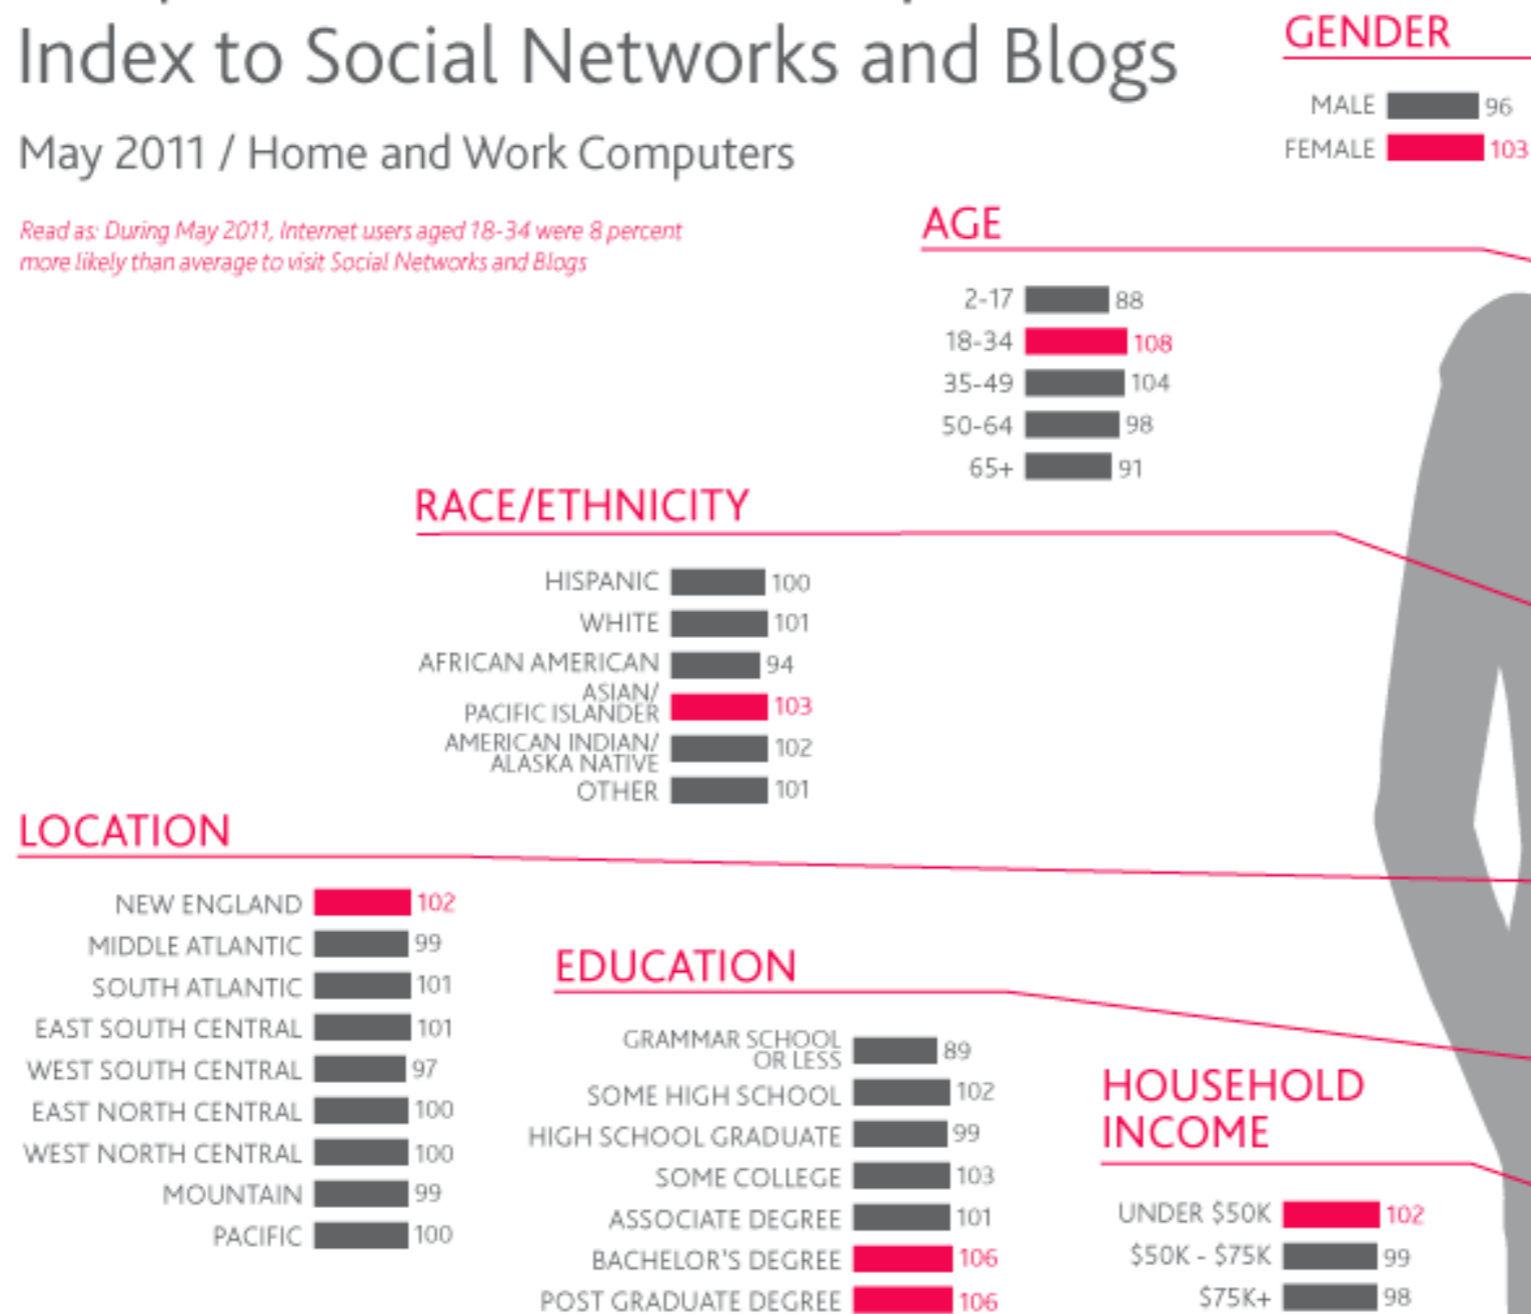 Index to Social Networks and Blogs
May 2011 / Home and Work Computers
Read as: During May 2011, Internet users aged 18-34 were 8 percent
more likely than average to visit Social Networks and Blogs
GENDER
MALE 96
FEMALE 103
AGE
2-17 88
18-34 108
35-49 104
50-64 98
65+ 91
RACE/ETHNICITY
HISPANIC 100
WHITE 101
AFRICAN AMERICAN 94
ASIAN/
PACIFIC ISLANDER 103
AMERICAN INDIAN/
ALASKA NATIVE 102
OTHER 101
LOCATION
NEW ENGLAND 102
MIDDLE ATLANTIC 99
SOUTH ATLANTIC 101
EAST SOUTH CENTRAL 101
WEST SOUTH CENTRAL 97
EAST NORTH CENTRAL 100
WEST NORTH CENTRAL 100
MOUNTAIN 99
PACIFIC 100
EDUCATION
GRAMMAR SCHOOL
OR LESS 89
SOME HIGH SCHOOL 102
HIGH SCHOOL GRADUATE 99
SOME COLLEGE 103
ASSOCIATE DEGREE 101
BACHELOR'S DEGREE 106
POST GRADUATE DEGREE 106
HOUSEHOLD
INCOME
UNDER $50K 102
$50K - $75K 99
$75K+ 98